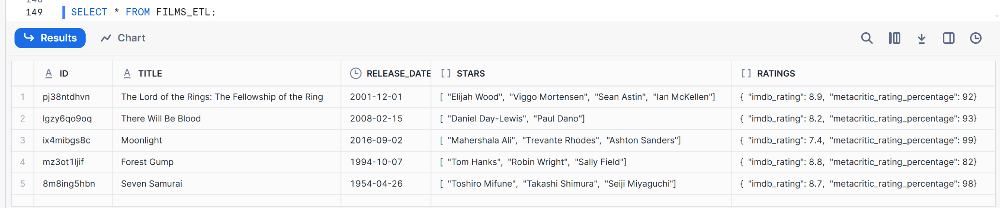 148
149 SELECT * FROM FILMS_ETL;
Results Chart
ID TITLE RELEASE_DATE STARS RATINGS
1 pj38ntdhvn The Lord of the Rings: The Fellowship of the Ring 2001-12-01 [ "Elijah Wood", "Viggo Mortensen", "Sean Astin", "Ian McKellen"] { "imdb_rating": 8.9, "metacritic_rating_percentage": 92}
2 lgzy6qo9oq There Will Be Blood 2008-02-15 [ "Daniel Day-Lewis", "Paul Dano"] { "imdb_rating": 8.2, "metacritic_rating_percentage": 93}
3 ix4mibgs8c Moonlight 2016-09-02 [ "Mahershala Ali", "Trevante Rhodes", "Ashton Sanders"] { "imdb_rating": 7.4, "metacritic_rating_percentage": 99}
4 mz3ot1ljif Forest Gump 1994-10-07 [ "Tom Hanks", "Robin Wright", "Sally Field"] { "imdb_rating": 8.8, "metacritic_rating_percentage": 82}
5 8m8ing5hbn Seven Samurai 1954-04-26 [ "Toshiro Mifune", "Takashi Shimura", "Seiji Miyaguchi"] { "imdb_rating": 8.7, "metacritic_rating_percentage": 98}